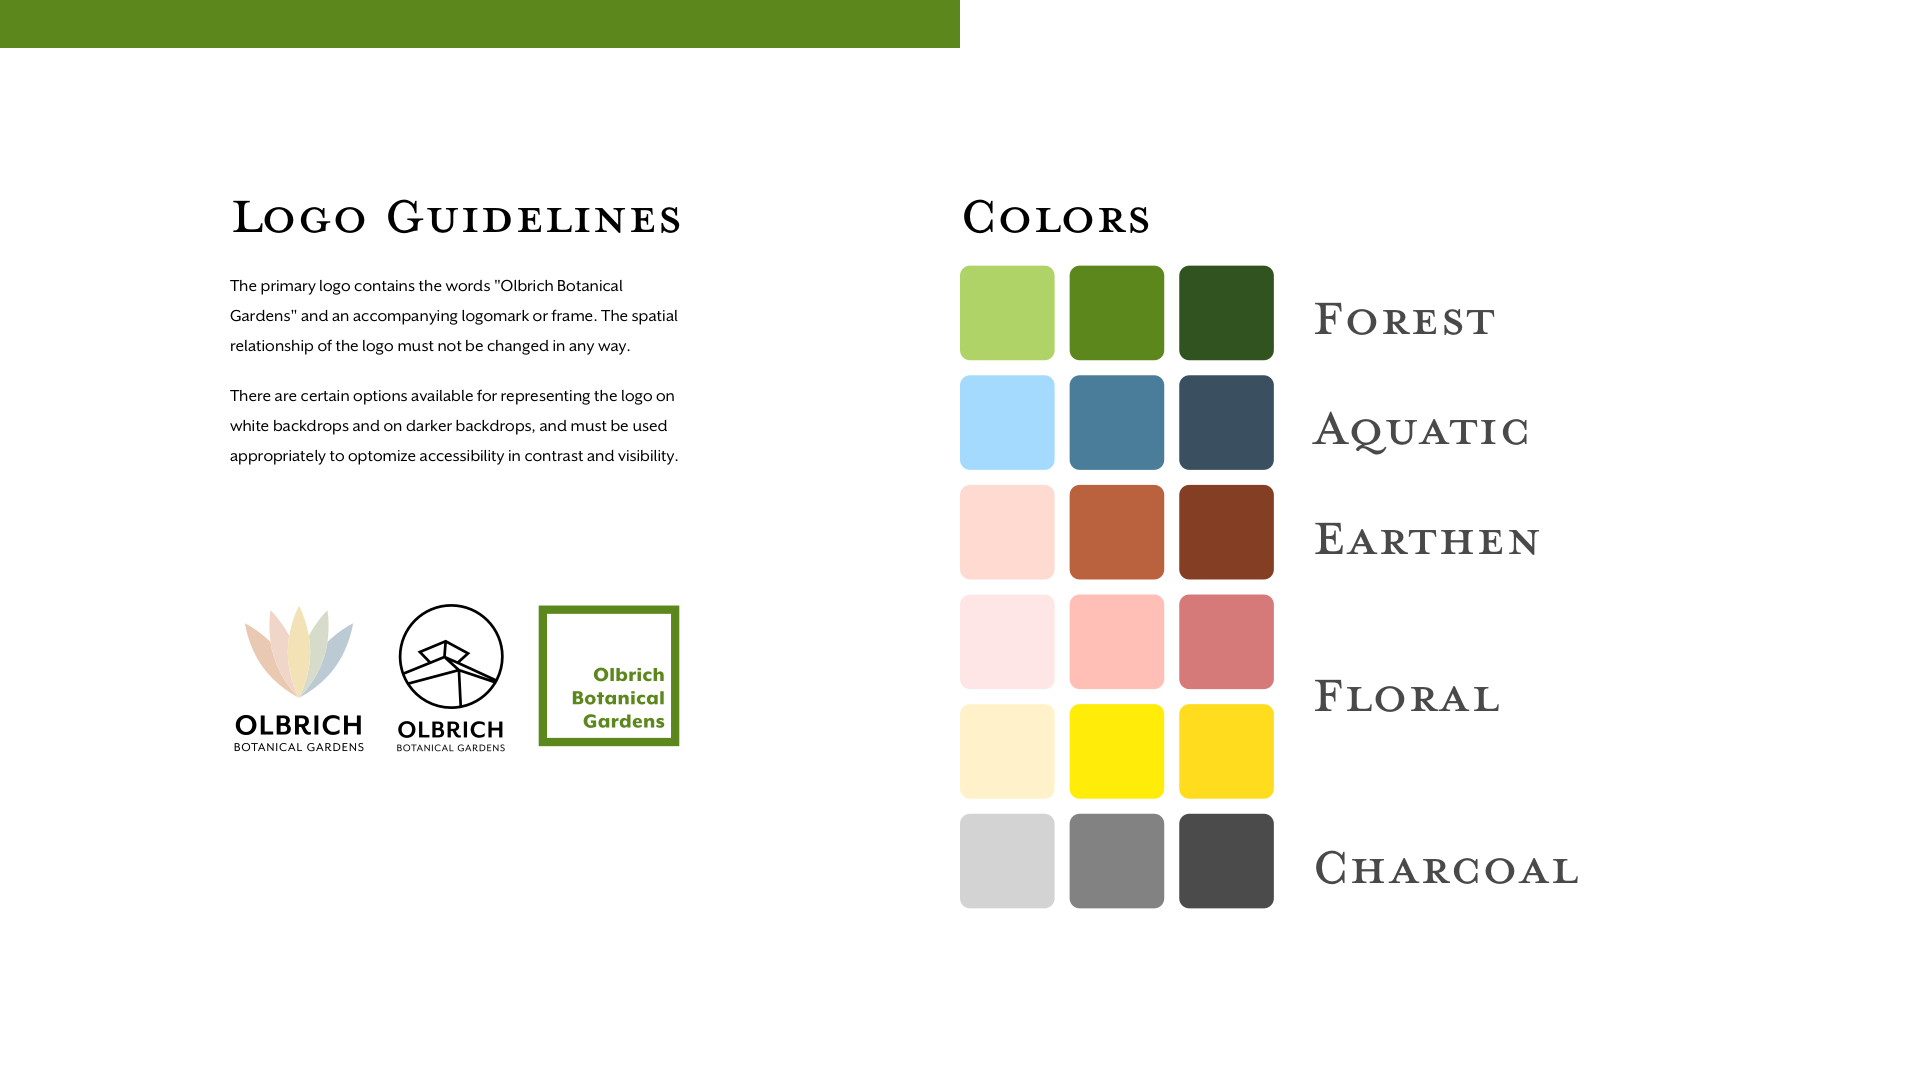 Logo Guidelines
The primary logo contains the words "Olbrich Botanical
Gardens" and an accompanying logomark or frame. The spatial
relationship of the logo must not be changed in any way.
There are certain options available for representing the logo on
white backdrops and on darker backdrops, and must be used
appropriately to optomize accessibility in contrast and visibility.
OLBRICH
BOTANICAL GARDENS
OLBRICH
BOTANICAL GARDENS
Olbrich
Botanical
Gardens
Colors
Forest
Aquatic
Earthen
Floral
Charcoal